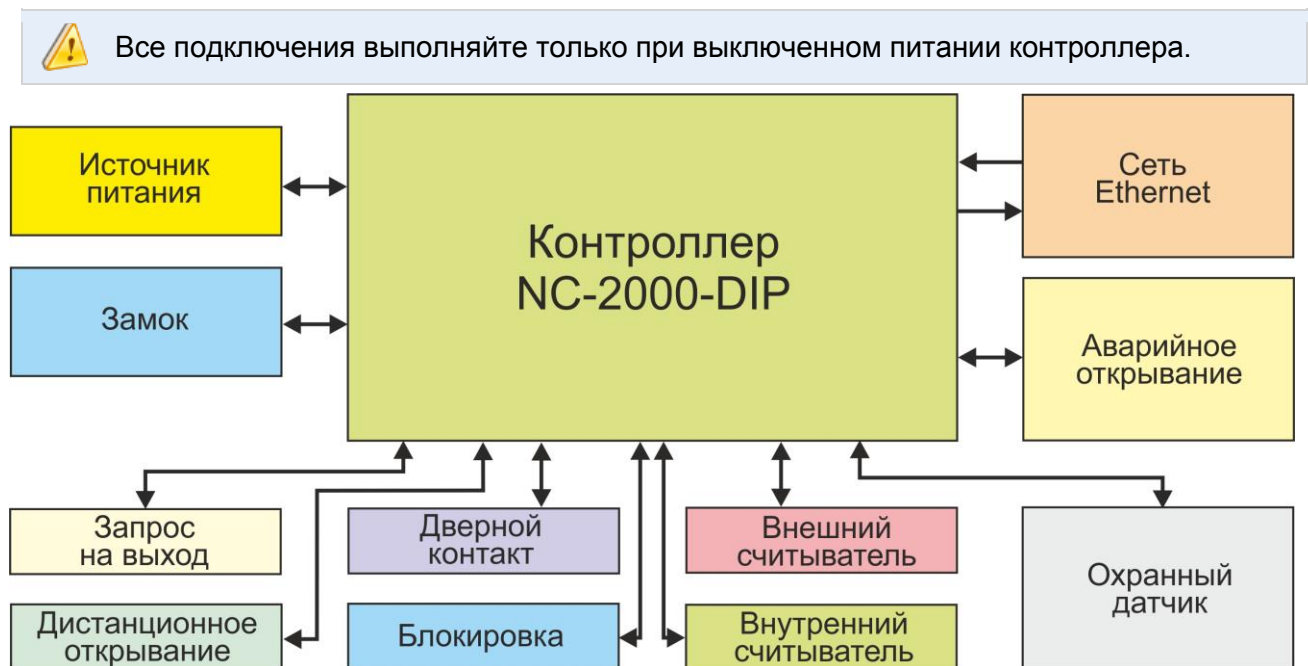 Все подключения выполняйте только при выключенном питании контроллера.
Источник
питания
Замок
Контроллер
NC-2000-DIP
Сеть
Ethernet
Аварийное
открывание
Запрос
на выход
Дверной
контакт
Внешний
считыватель
Охранный
датчик
Дистанционное
открывание
Блокировка
Внутренний
считыватель